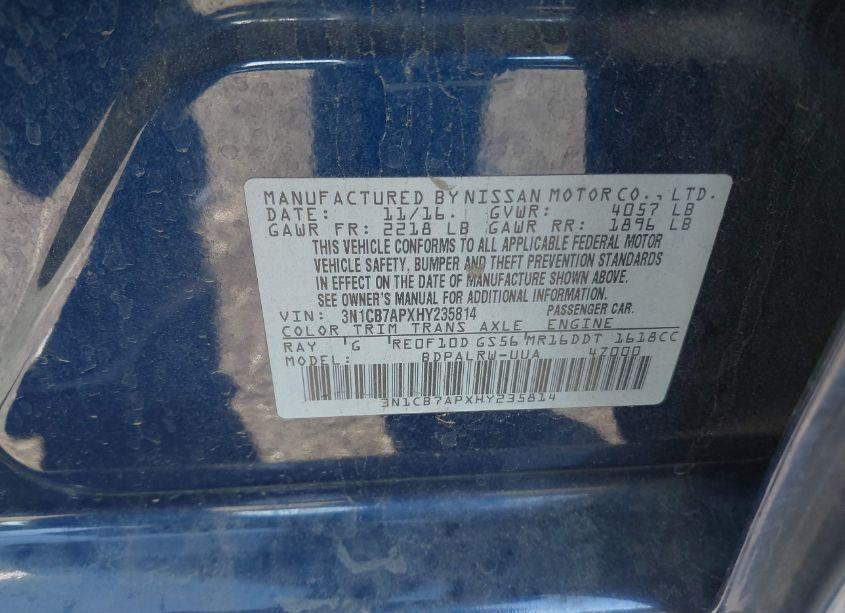 MANUFACTURED BY NISSAN MOTOR CO., LTD.
DATE: 11/16. GVWR: 4057 LB
GAWR FR: 2218 LB GAWR RR: 1896 LB
THIS VEHICLE CONFORMS TO ALL APPLICABLE FEDERAL MOTOR
VEHICLE SAFETY, BUMPER AND THEFT PREVENTION STANDARDS
IN EFFECT ON THE DATE OF MANUFACTURE SHOWN ABOVE.
SEE OWNER'S MANUAL FOR ADDITIONAL INFORMATION.
VIN: 3N1CB7APXHY235814 PASSENGER CAR.
COLOR TRIM TRANS AXLE ENGINE
RAY G RE0F10D GS56 MR16DDT 1618CC
MODEL: BDPALRW-UUA 4Z000
3N1CB7APXHY235814